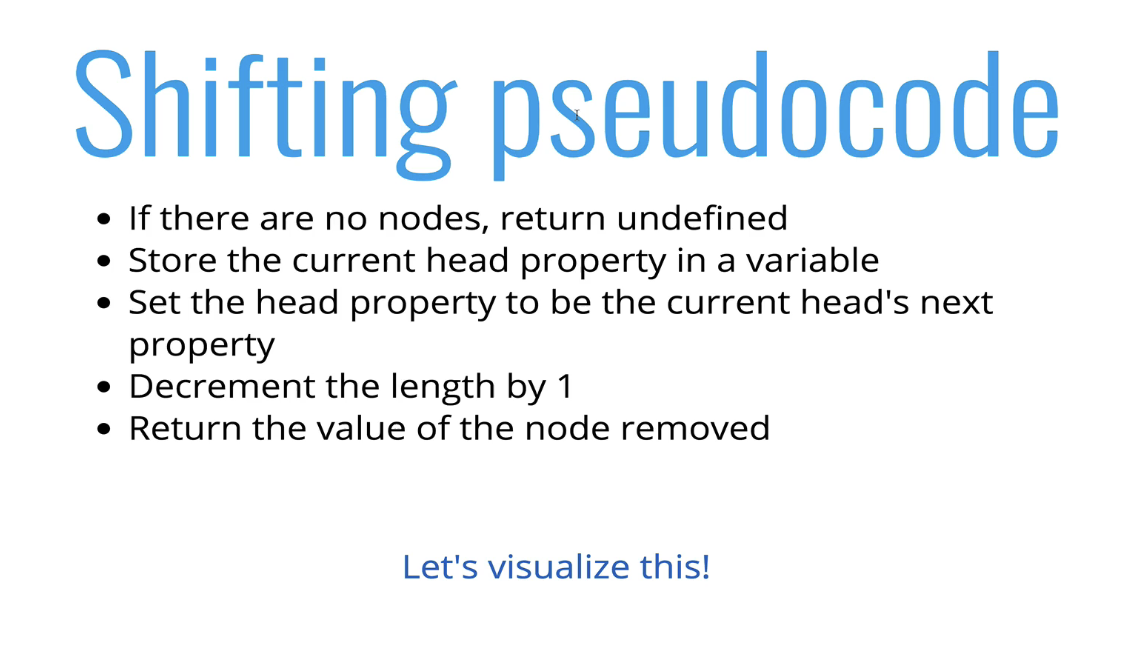 Shifting pseudocode
• If there are no nodes, return undefined
• Store the current head property in a variable
• Set the head property to be the current head's next
property
• Decrement the length by 1
• Return the value of the node removed
Let's visualize this!